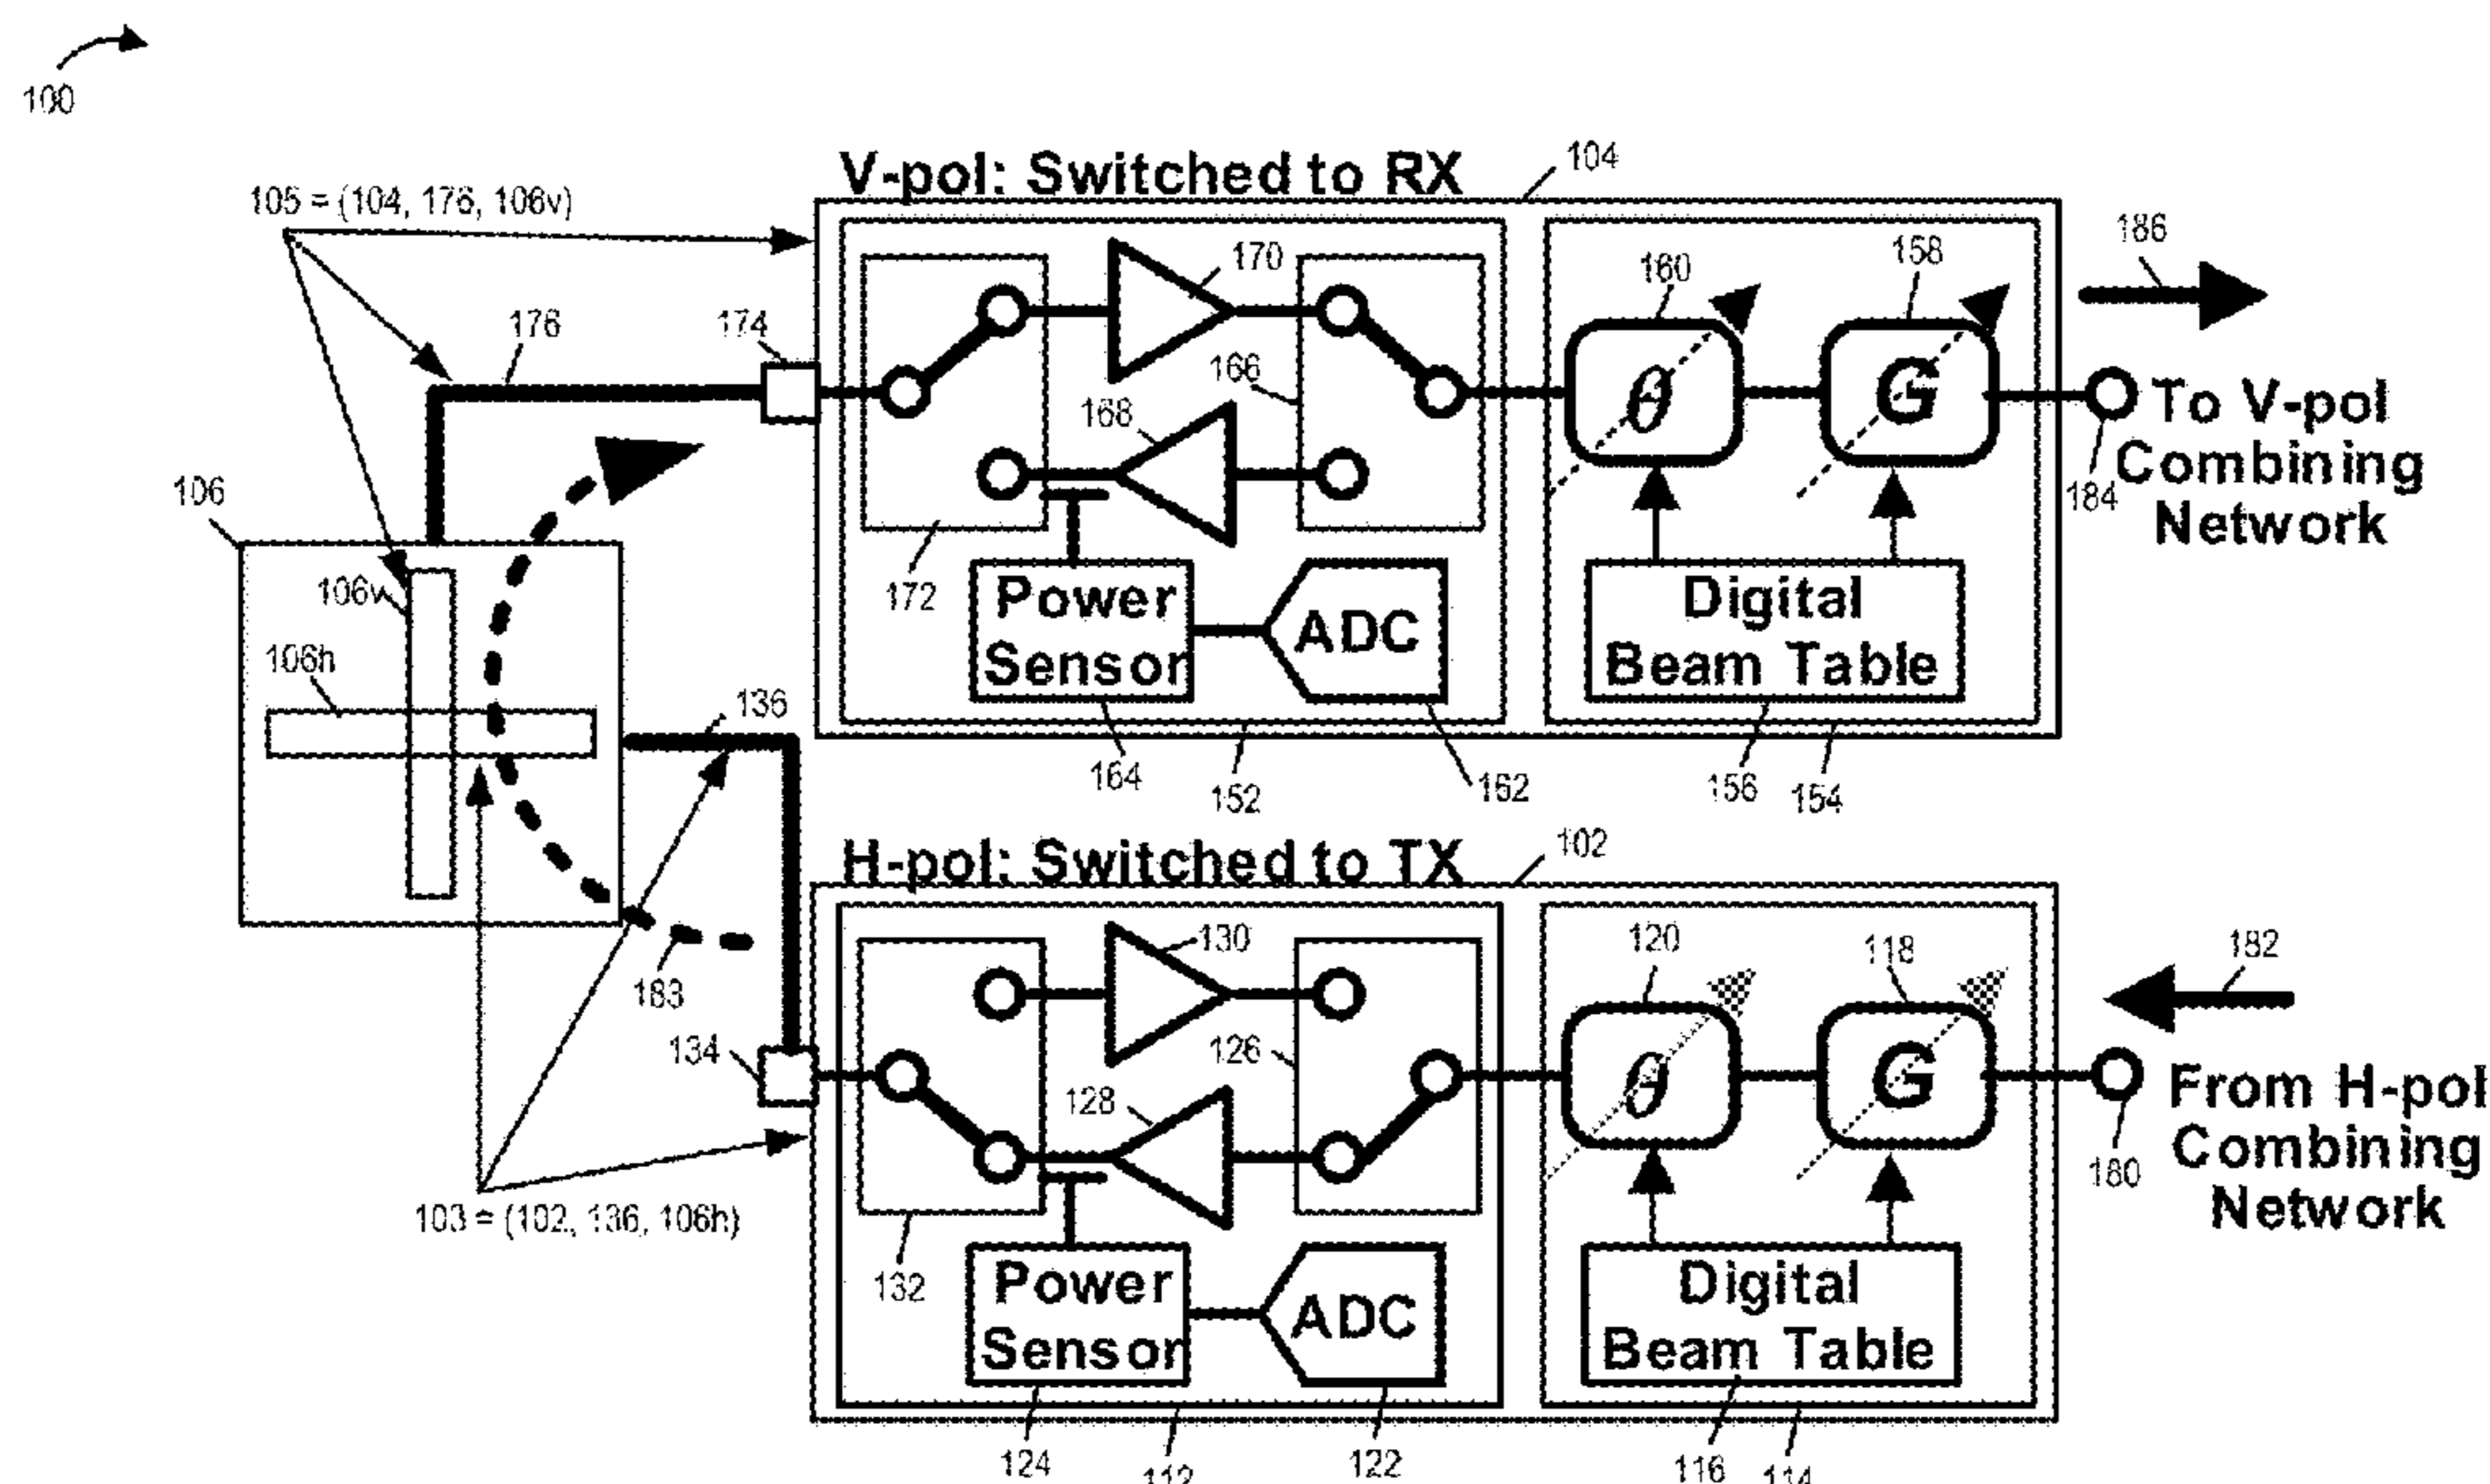 100
V-pol: Switched to RX
104
105 = (104, 176, 106v)
186
170
160
158
176
174
166
168
θ
G
To V-pol
Combining
Network
184
106
106v
172
Power
Sensor
ADC
Digital
Beam Table
106h
136
164
152
162
156
154
H-pol: Switched to TX
102
183
130
120
118
182
134
126
128
θ
G
From H-pol
Combining
Network
180
103 = (102, 136, 106h)
132
Power
Sensor
ADC
Digital
Beam Table
124
112
122
116
114